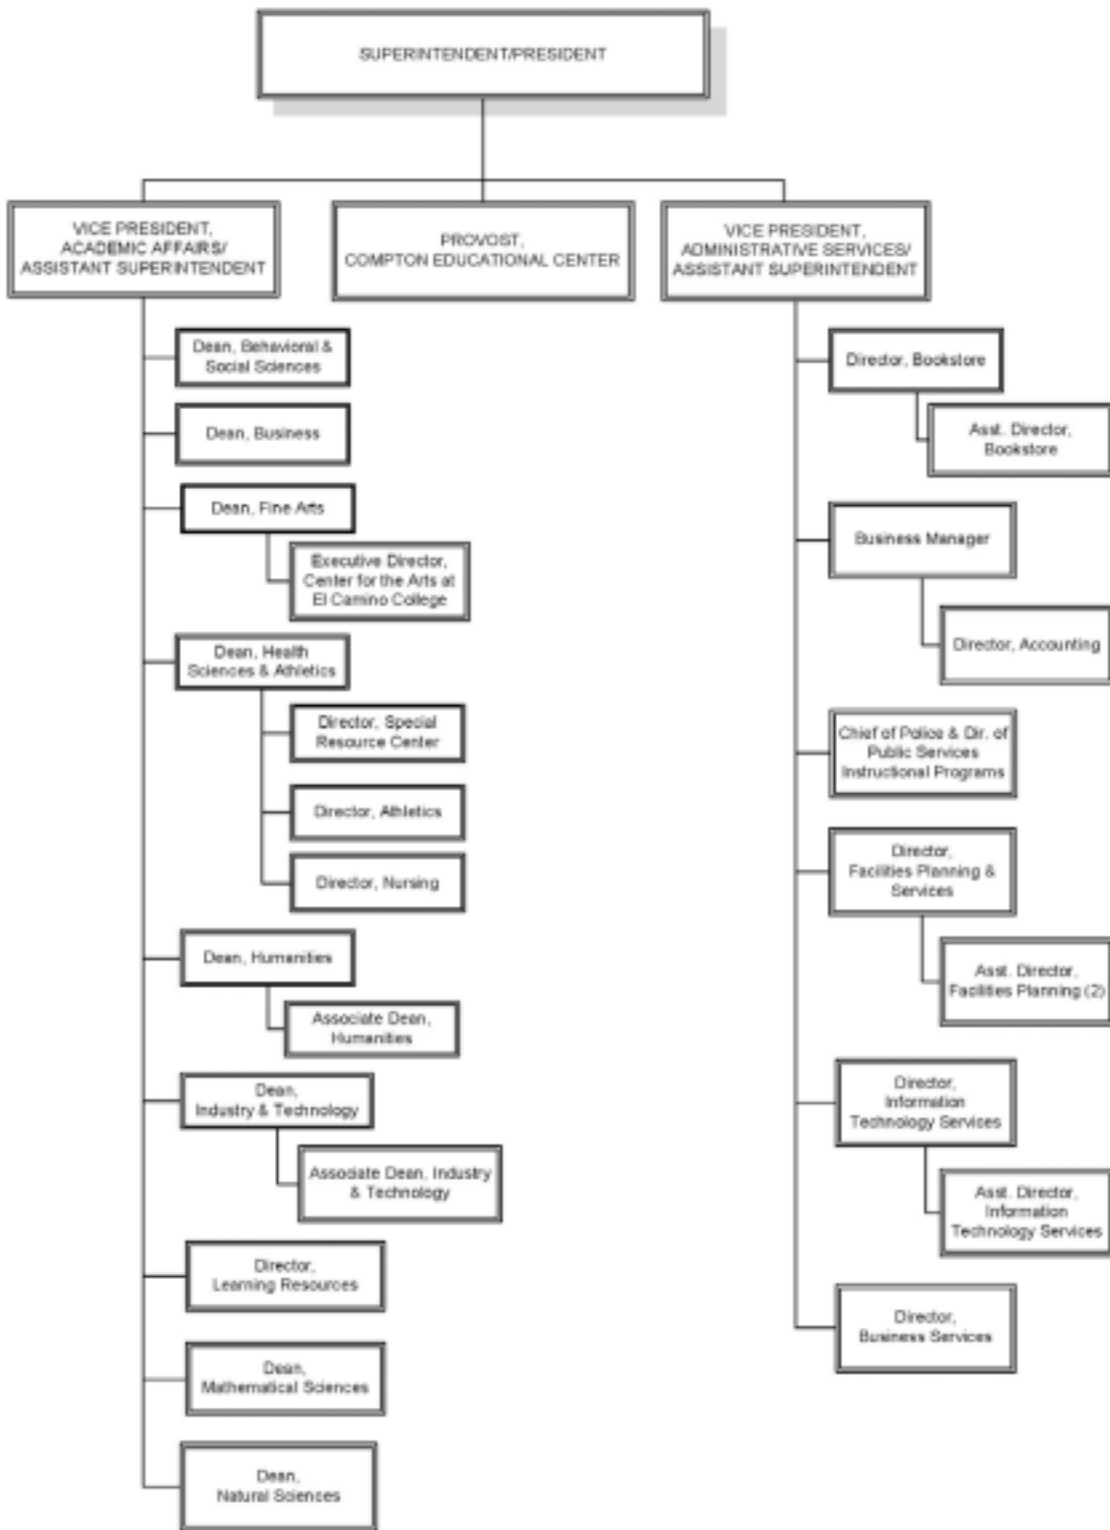 SUPERINTENDENT/PRESIDENT
VICE PRESIDENT,
ACADEMIC AFFAIRS/
ASSISTANT SUPERINTENDENT
PROVOST,
COMPTON EDUCATIONAL CENTER
VICE PRESIDENT,
ADMINISTRATIVE SERVICES/
ASSISTANT SUPERINTENDENT
Dean, Behavioral &
Social Sciences
Dean, Business
Dean, Fine Arts
Executive Director,
Center for the Arts at
El Camino College
Dean, Health
Sciences & Athletics
Director, Special
Resource Center
Director, Athletics
Director, Nursing
Dean, Humanities
Associate Dean,
Humanities
Dean,
Industry & Technology
Associate Dean, Industry
& Technology
Director,
Learning Resources
Dean,
Mathematical Sciences
Dean,
Natural Sciences
Director, Bookstore
Asst. Director,
Bookstore
Business Manager
Director, Accounting
Chief of Police & Dir. of
Public Services
Instructional Programs
Director,
Facilities Planning &
Services
Asst. Director,
Facilities Planning (2)
Director,
Information
Technology Services
Asst. Director,
Information
Technology Services
Director,
Business Services